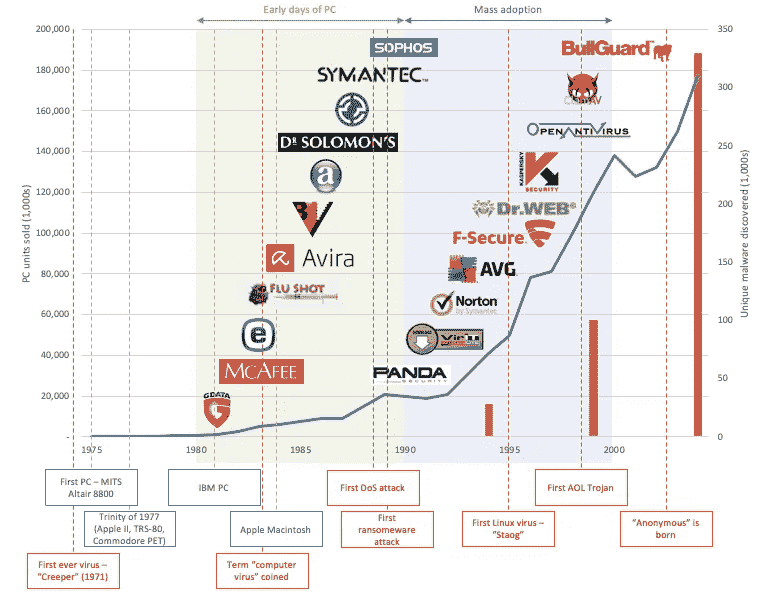 Early days of PC
Mass adoption
200,000
180,000
160,000
140,000
120,000
100,000
80,000
60,000
40,000
20,000
-
PC units sold (1,000s)
350
300
250
200
150
100
50
0
Unique malware discovered (1,000s)
SOPHOS
SYMANTEC™
DR SOLOMON'S
a
V
Avira
FLU SHOT
e
MCAFEE
GDATA
BullGuard
ClamAV
OPENANTIVIRUS
KASPERSKY
SECURITY
Dr.WEB®
F-Secure.
AVG
Norton
by Symantec
PANDA
SECURITY
1975
1980
1985
1990
1995
2000
First PC – MITS
Altair 8800
IBM PC
First DoS attack
First AOL Trojan
Trinity of 1977
(Apple II, TRS-80,
Commodore PET)
Apple Macintosh
First
ransomeware
attack
First Linux virus –
"Staog"
"Anonymous" is
born
First ever virus –
"Creeper" (1971)
Term "computer
virus" coined